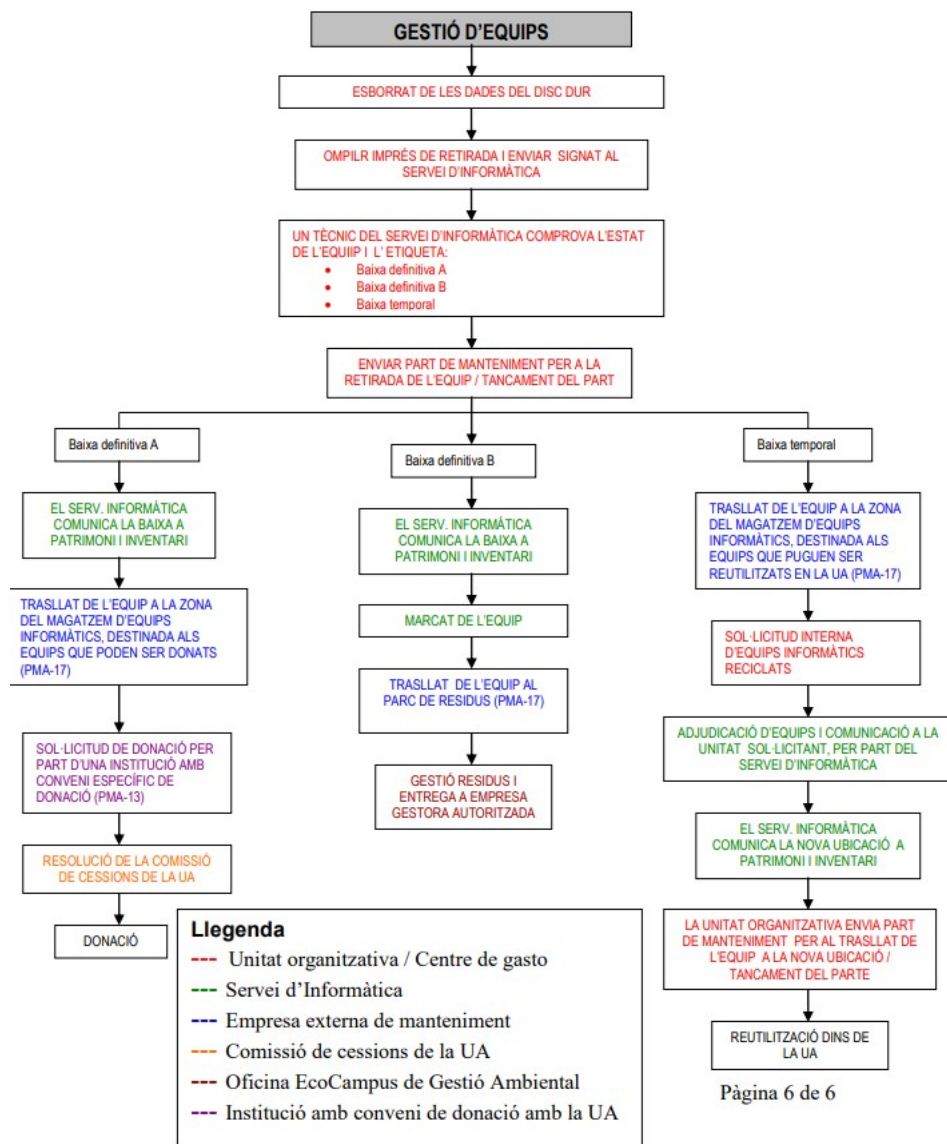 GESTIÓ D'EQUIPS
ESBORRAT DE LES DADES DEL DISC DUR
OMPILR IMPRÉS DE RETIRADA I ENVIAR SIGNAT AL
SERVEI D'INFORMÀTICA
UN TÈCNIC DEL SERVEI D'INFORMÀTICA COMPROVA L'ESTAT
DE L'EQUIIP I L' ETIQUETA:
• Baixa definitiva A
• Baixa definitiva B
• Baixa temporal
ENVIAR PART DE MANTENIMENT PER A LA
RETIRADA DE L'EQUIP / TANCAMENT DEL PART
Baixa definitiva A
EL SERV. INFORMÀTICA
COMUNICA LA BAIXA A
PATRIMONI I INVENTARI
TRASLLAT DE L'EQUIP A LA ZONA
DEL MAGATZEM D'EQUIPS
INFORMÀTICS, DESTINADA ALS
EQUIPS QUE PODEN SER DONATS
(PMA-17)
SOL·LICITUD DE DONACIÓ PER
PART D'UNA INSTITUCIÓ AMB
CONVENI ESPECÍFIC DE
DONACIÓ (PMA-13)
RESOLUCIÓ DE LA COMISSIÓ
DE CESSIONS DE LA UA
DONACIÓ
Baixa definitiva B
EL SERV. INFORMÀTICA
COMUNICA LA BAIXA A
PATRIMONI I INVENTARI
MARCAT DE L'EQUIP
TRASLLAT DE L'EQUIP AL
PARC DE RESIDUS (PMA-17)
GESTIÓ RESIDUS I
ENTREGA A EMPRESA
GESTORA AUTORITZADA
Baixa temporal
TRASLLAT DE L'EQUIP A LA ZONA
DEL MAGATZEM D'EQUIPS
INFORMÀTICS, DESTINADA ALS
EQUIPS QUE PUGUEN SER
REUTILITZATS EN LA UA (PMA-17)
SOL·LICITUD INTERNA
D'EQUIPS INFORMÀTICS
RECICLATS
ADJUDICACIÓ D'EQUIPS I COMUNICACIÓ A LA
UNITAT SOL·LICITANT, PER PART DEL
SERVEI D'INFORMÀTICA
EL SERV. INFORMÀTICA
COMUNICA LA NOVA UBICACIÓ A
PATRIMONI I INVENTARI
LA UNITAT ORGANITZATIVA ENVIA PART
DE MANTENIMENT PER AL TRASLLAT DE
L'EQUIP A LA NOVA UBICACIÓ /
TANCAMENT DEL PARTE
REUTILITZACIÓ DINS DE
LA UA
Llegenda
--- Unitat organitzativa / Centre de gasto
--- Servei d'Informàtica
--- Empresa externa de manteniment
--- Comissió de cessions de la UA
--- Oficina EcoCampus de Gestió Ambiental
--- Institució amb conveni de donació amb la UA
Pàgina 6 de 6